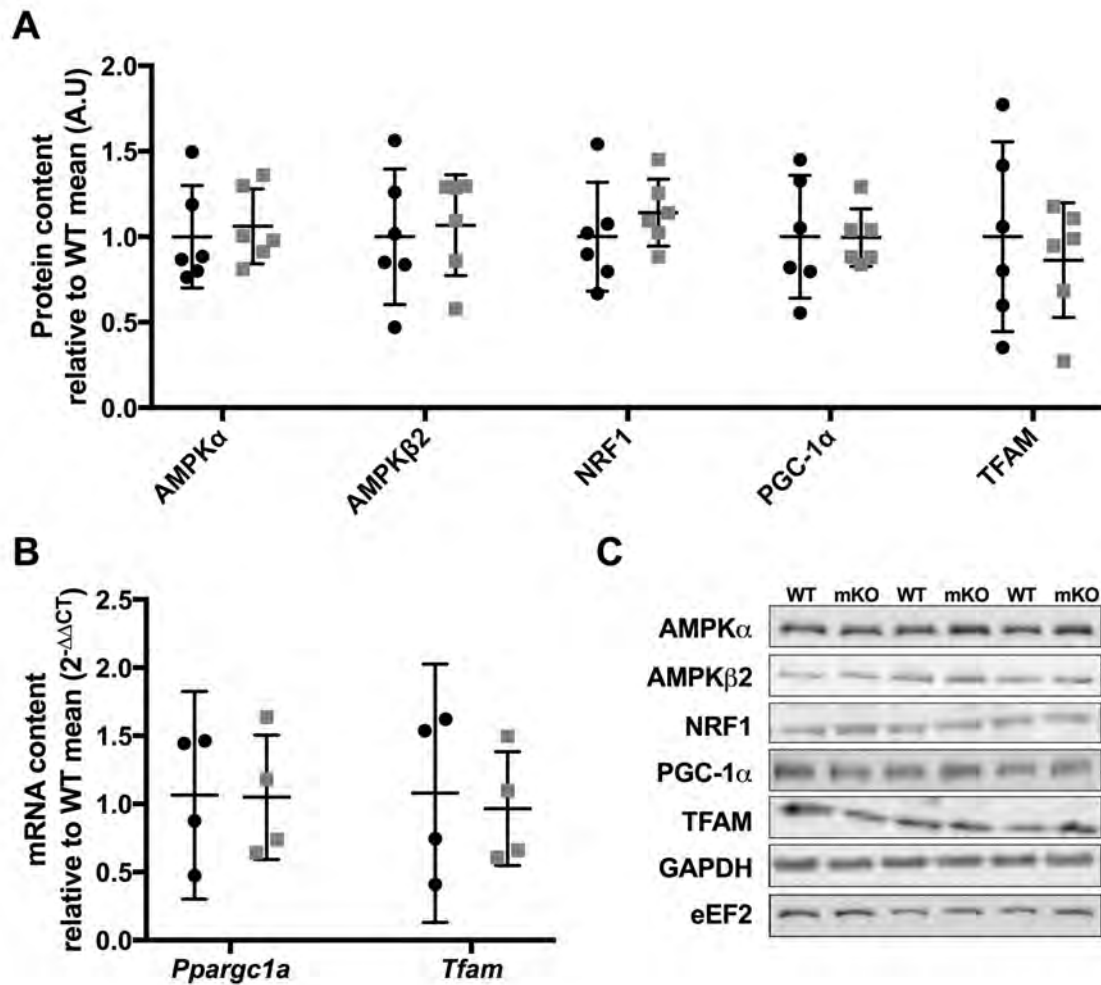 A
Protein content
relative to WT mean (A.U)
2.0
1.5
1.0
0.5
0.0
AMPKα
AMPKβ2
NRF1
PGC-1α
TFAM
B
mRNA content
relative to WT mean (2-ΔΔCT)
2.5
2.0
1.5
1.0
0.5
0.0
Ppargc1a
Tfam
C
WT mKO WT mKO WT mKO
AMPKα
AMPKβ2
NRF1
PGC-1α
TFAM
GAPDH
eEF2